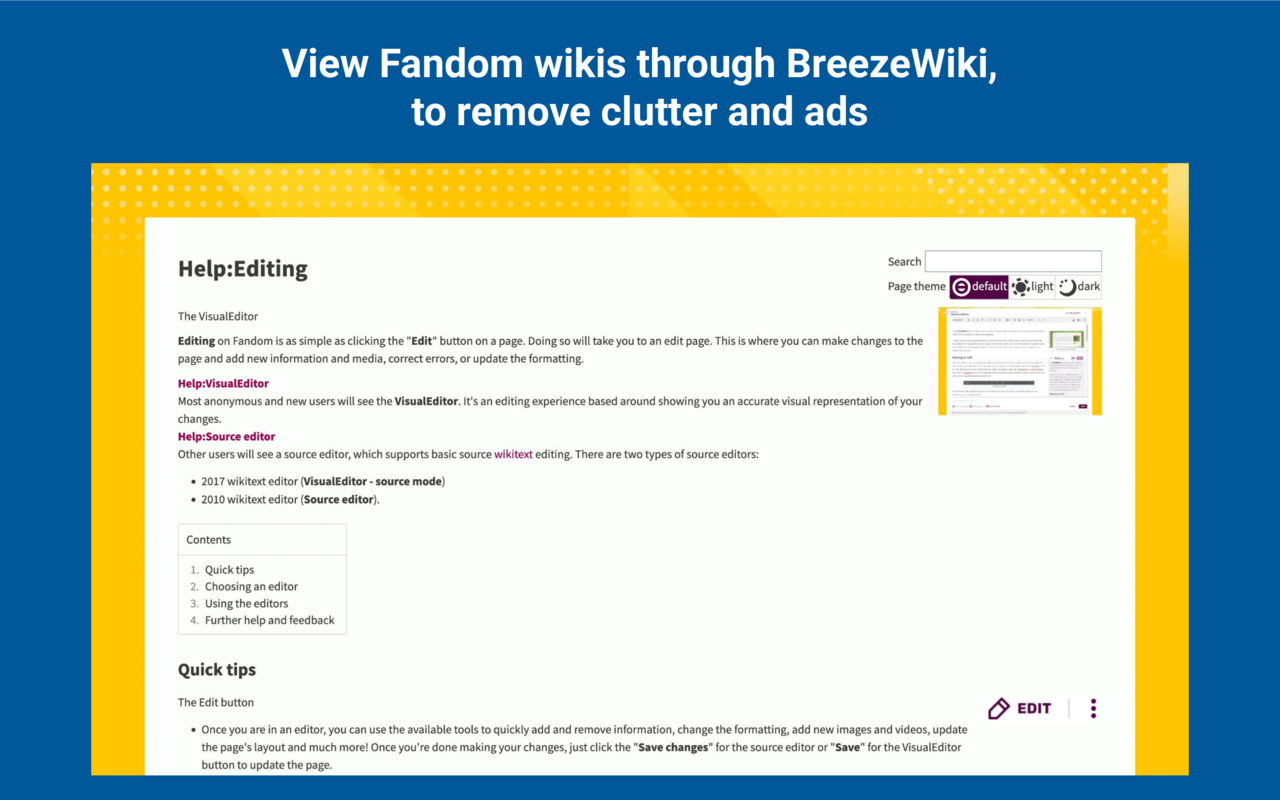 View Fandom wikis through BreezeWiki,
to remove clutter and ads
Help:Editing
Search
Page theme default light dark
The VisualEditor
Editing on Fandom is as simple as clicking the "Edit" button on a page. Doing so will take you to an edit page. This is where you can make changes to the
page and add new information and media, correct errors, or update the formatting.
Help:VisualEditor
Most anonymous and new users will see the VisualEditor. It's an editing experience based around showing you an accurate visual representation of your
changes.
Help:Source editor
Other users will see a source editor, which supports basic source wikitext editing. There are two types of source editors:
• 2017 wikitext editor (VisualEditor - source mode)
• 2010 wikitext editor (Source editor).
Contents
1. Quick tips
2. Choosing an editor
3. Using the editors
4. Further help and feedback
Quick tips
The Edit button
EDIT
• Once you are in an editor, you can use the available tools to quickly add and remove information, change the formatting, add new images and videos, update
the page's layout and much more! Once you're done making your changes, just click the "Save changes" for the source editor or "Save" for the VisualEditor
button to update the page.